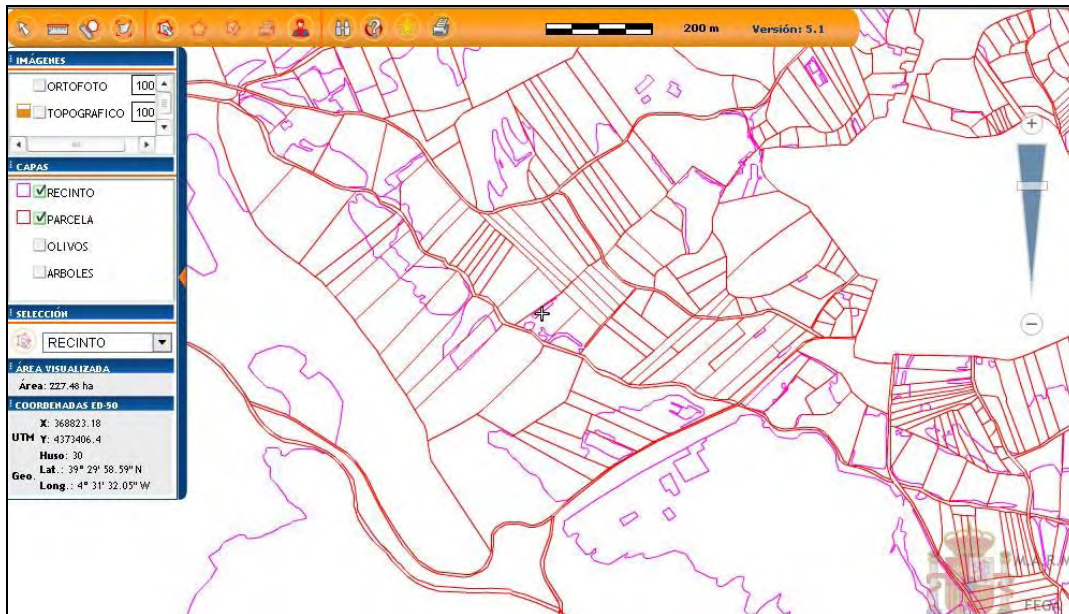 200 m Versión: 5.1
IMÁGENES
ORTOFOTO 100
TOPOGRAFICO 100
CAPAS
RECINTO
PARCELA
OLIVOS
ARBOLES
SELECCIÓN
RECINTO
ÁREA VISUALIZADA
Área: 227.48 ha
COORDENADAS ED-50
X: 368823.18
UTM Y: 4373406.4
Huso: 30
Geo. Lat.: 39° 29' 58.59" N
Long.: 4° 31' 32.05" W
M.A.R.M
FEGA